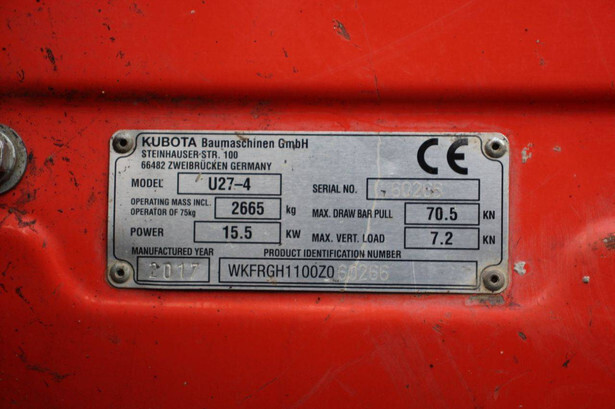 KUBOTA Baumaschinen GmbH
STEINHAUSER-STR. 100
66482 ZWEIBRÜCKEN GERMANY
CE
MODEL U27-4 SERIAL NO.
OPERATING MASS INCL.
OPERATOR OF 75kg 2665 kg MAX. DRAW BAR PULL 70.5 KN
POWER 15.5 KW MAX. VERT. LOAD 7.2 KN
MANUFACTURED YEAR PRODUCT IDENTIFICATION NUMBER
2017 WKFRGH1100Z060266